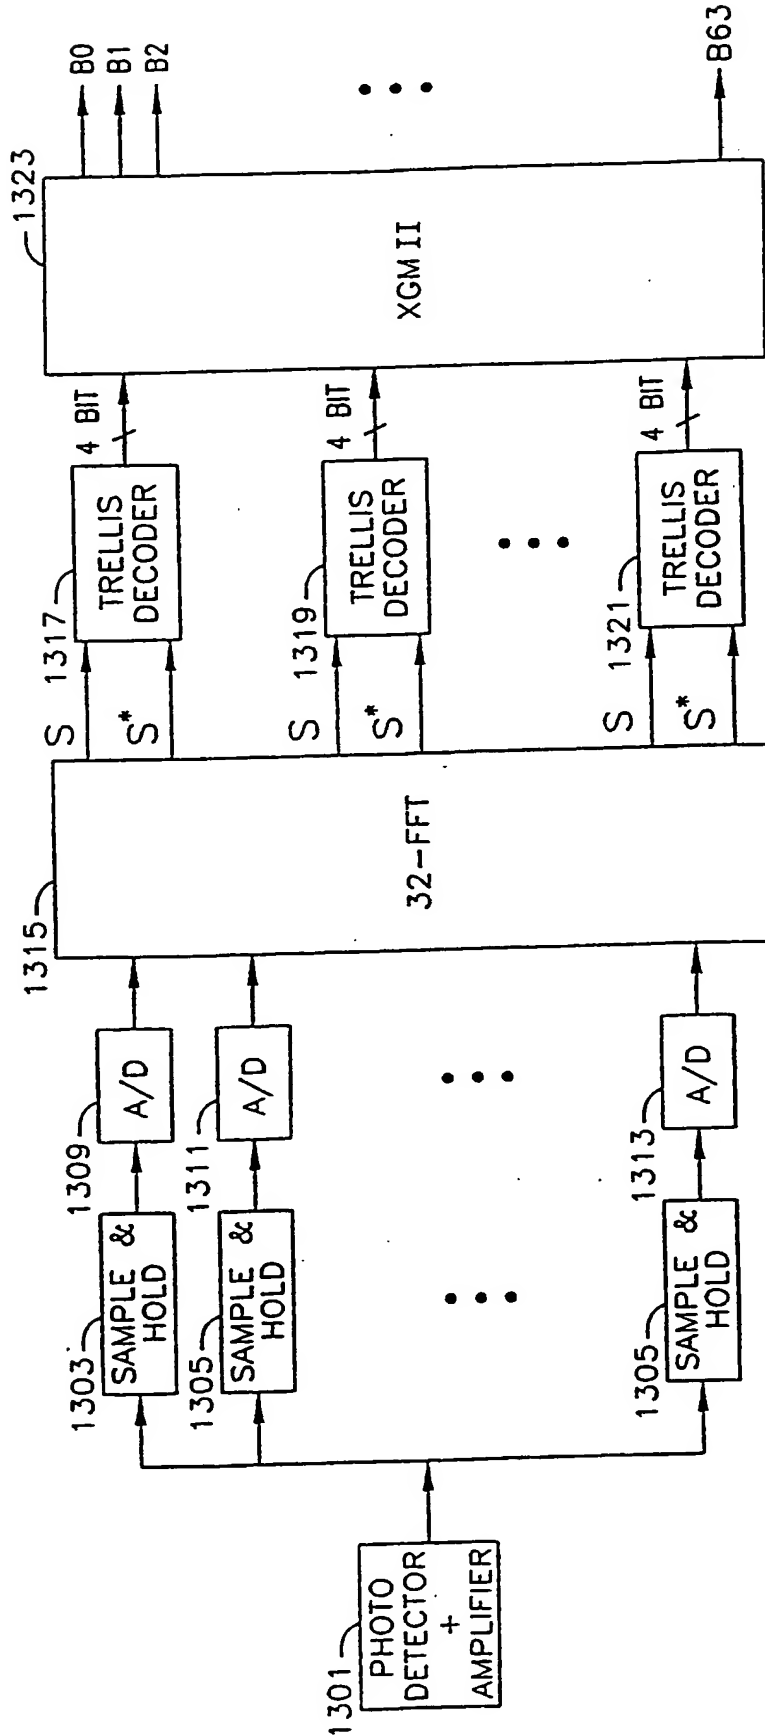 1301
PHOTO
DETECTOR
+
AMPLIFIER
1303
SAMPLE &
HOLD
1305
SAMPLE &
HOLD
1305
SAMPLE &
HOLD
1309
A/D
1311
A/D
1313
A/D
1315
32-FFT
S
S*
S
S*
S
S*
1317
TRELLIS
DECODER
1319
TRELLIS
DECODER
1321
TRELLIS
DECODER
4 BIT
4 BIT
4 BIT
1323
XGMII
B0
B1
B2
B63